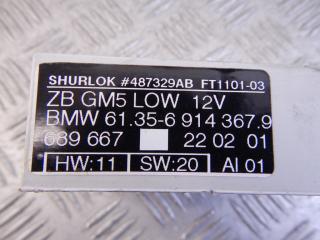 SHURLOK #487329AB FT1101-03
ZB GM5 LOW 12V
BMW 61.35-6 914 367.9
689 667 22 02 01
HW:11 SW:20 AI 01